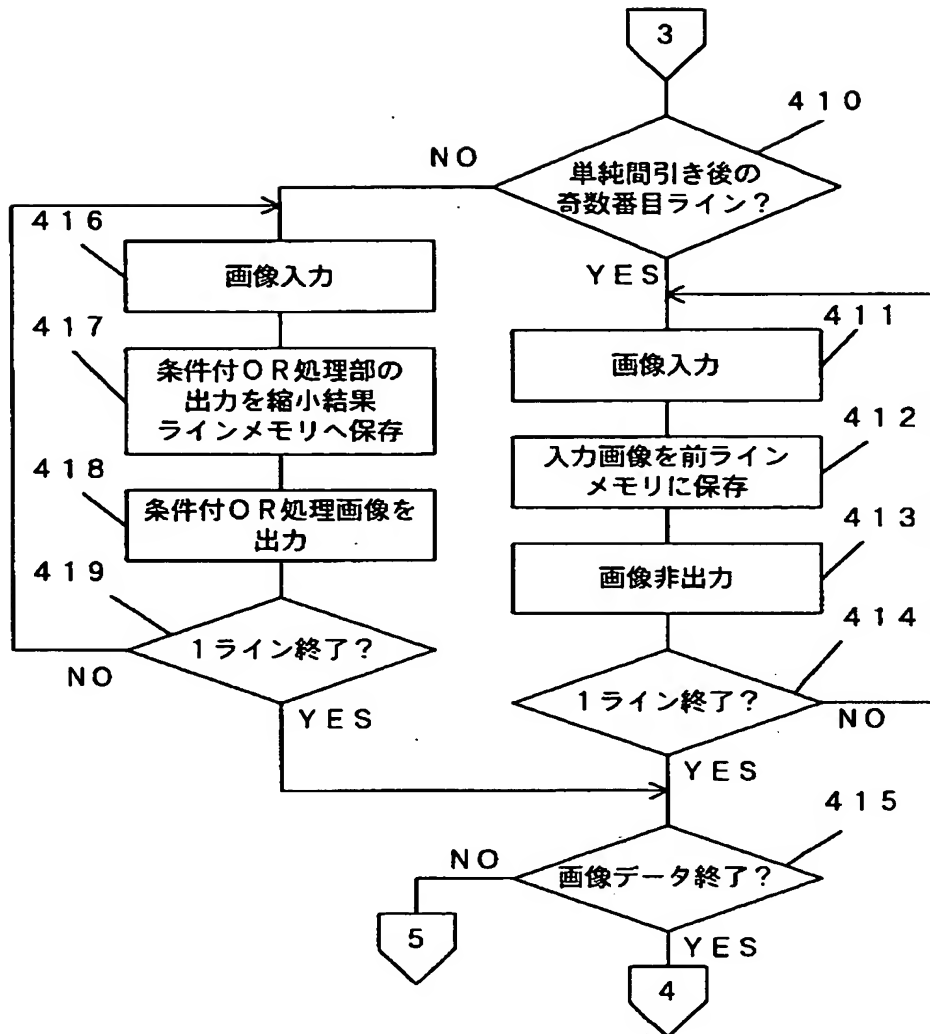 3
410
NO
単純間引き後の
奇数番目ライン？
416
画像入力
YES
411
417
画像入力
条件付OR処理部の
出力を縮小結果
ラインメモリへ保存
412
入力画像を前ライン
メモリに保存
418
条件付OR処理画像を
出力
413
画像非出力
419
1ライン終了？
NO
YES
414
1ライン終了？
NO
YES
415
NO
画像データ終了？
5
YES
4